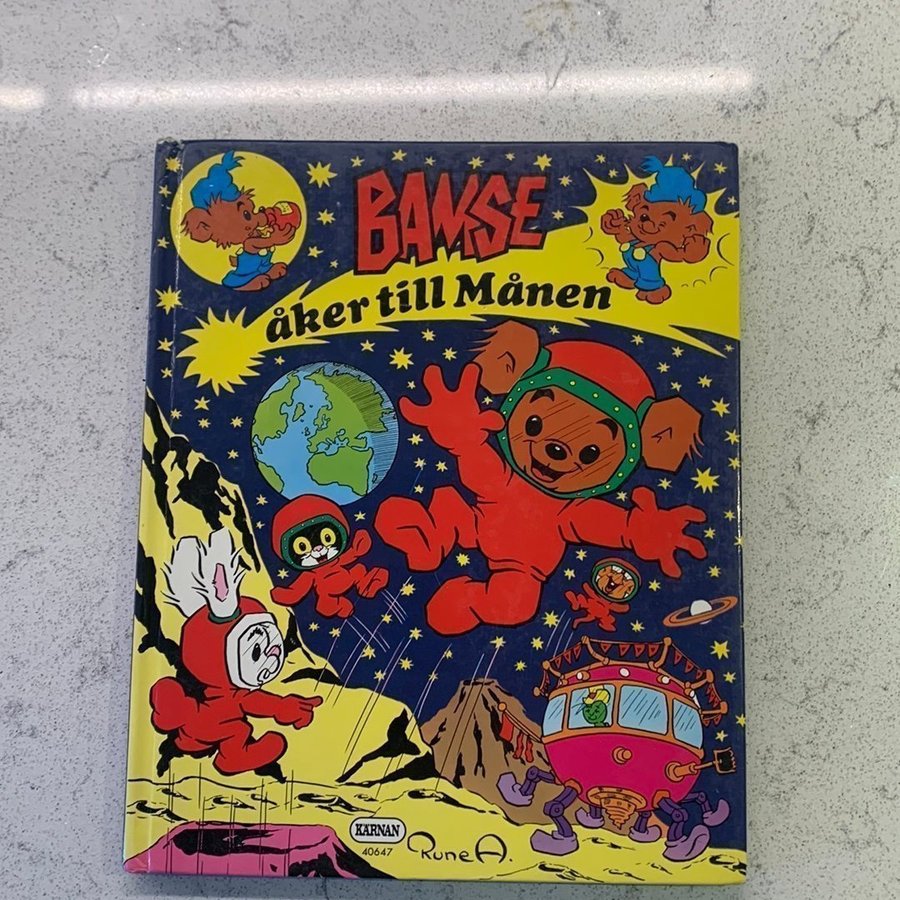 BAMSE
åker till Månen
KÄRNAN
40647
Rune A.